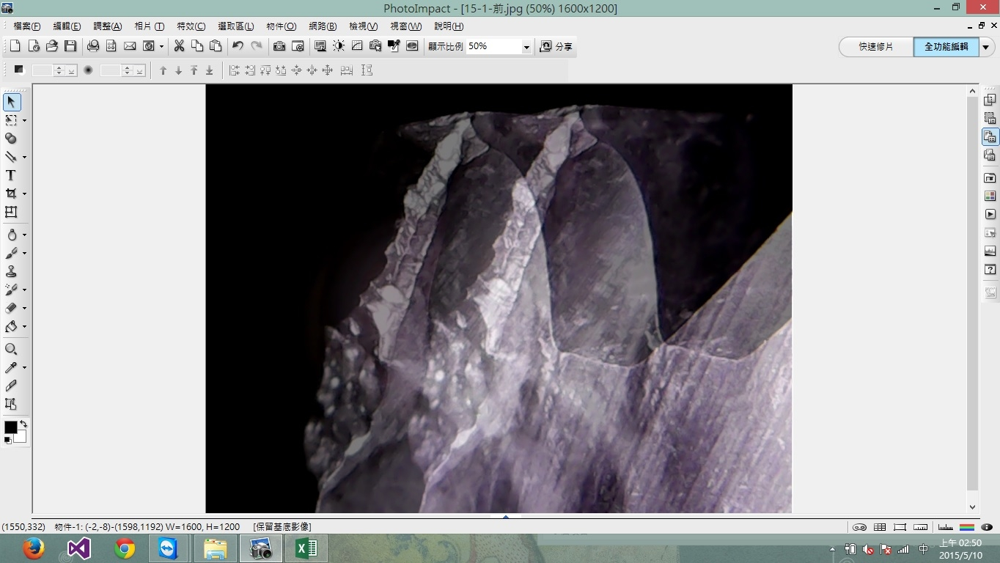 PhotoImpact - [15-1-前.jpg (50%) 1600x1200]
檔案(F) 編輯(E) 調整(A) 相片 (T) 特效(C) 選取區(L) 物件(O) 網路(B) 檢視(V) 視窗(W) 說明(H)
顯示比例 50% 分享 快速修片 全功能編輯
(1550,332) 物件-1: (-2,-8)-(1598,1192) W=1600, H=1200 [保留基底影像]
中 上午 02:50
2015/5/10